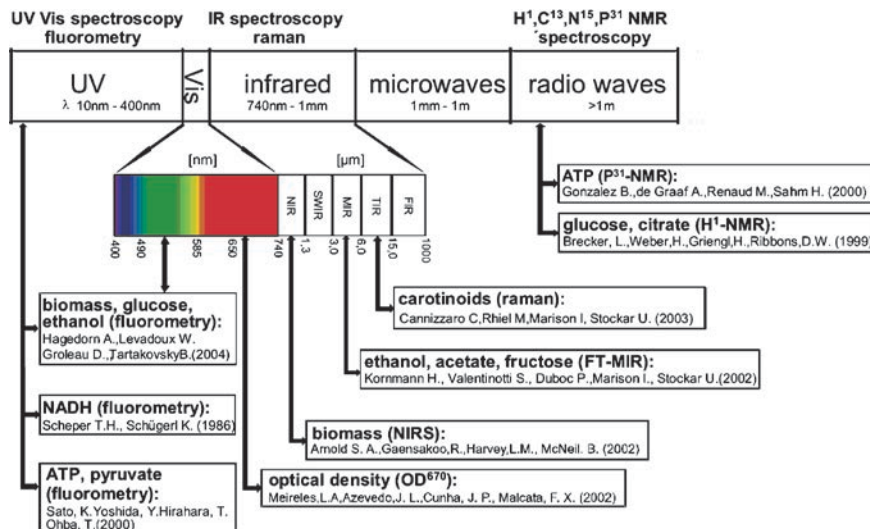 UV Vis spectroscopy
fluorometry
IR spectroscopy
raman
H¹,C¹³,N¹⁵,P³¹ NMR
´spectroscopy
UV
λ 10nm - 400nm
Vis
infrared
740nm - 1mm
microwaves
1mm - 1m
radio waves
>1m
[nm]
[µm]
NIR
SWIR
MIR
TIR
FIR
400
490
585
650
740
1,3
3,0
6,0
15,0
1000
ATP (P³¹-NMR):
Gonzalez B.,de Graaf A.,Renaud M.,Sahm H. (2000)
glucose, citrate (H¹-NMR):
Brecker, L.,Weber,H.,Griengl,H.,Ribbons,D.W. (1999)
biomass, glucose,
ethanol (fluorometry):
Hagedorn A.,Levadoux W.
Groleau D.,TartakovskyB.(2004)
carotinoids (raman):
Cannizzaro C,Rhiel M,Marison I, Stockar U. (2003)
ethanol, acetate, fructose (FT-MIR):
Kornmann H., Valentinotti S., Duboc P.,Marison I., Stockar U.(2002)
NADH (fluorometry):
Scheper T.H., Schügerl K. (1986)
biomass (NIRS):
Arnold S. A.,Gaensakoo,R.,Harvey,L.M., McNeil. B. (2002)
ATP, pyruvate
(fluorometry):
Sato, K.Yoshida, Y.Hirahara, T.
Ohba, T.(2000)
optical density (OD⁶⁷⁰)
Meireles,L.A,Azevedo, J. L.,Cunha, J. P., Malcata, F. X. (2002)